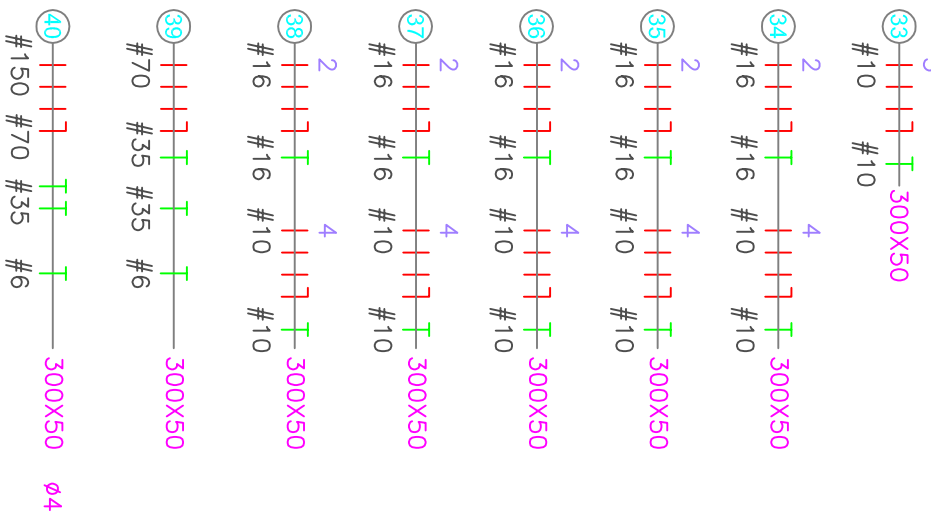 33 300X50
#10 #10
2 4
34 300X50
#16 #16 #10 #10
2 4
35 300X50
#16 #16 #10 #10
2 4
36 300X50
#16 #16 #10 #10
2 4
37 300X50
#16 #16 #10 #10
2 4
38 300X50
#16 #16 #10 #10
39 300X50
#70 #35 #35 #6
40 300X50 ø4
#150 #70 #35 #6